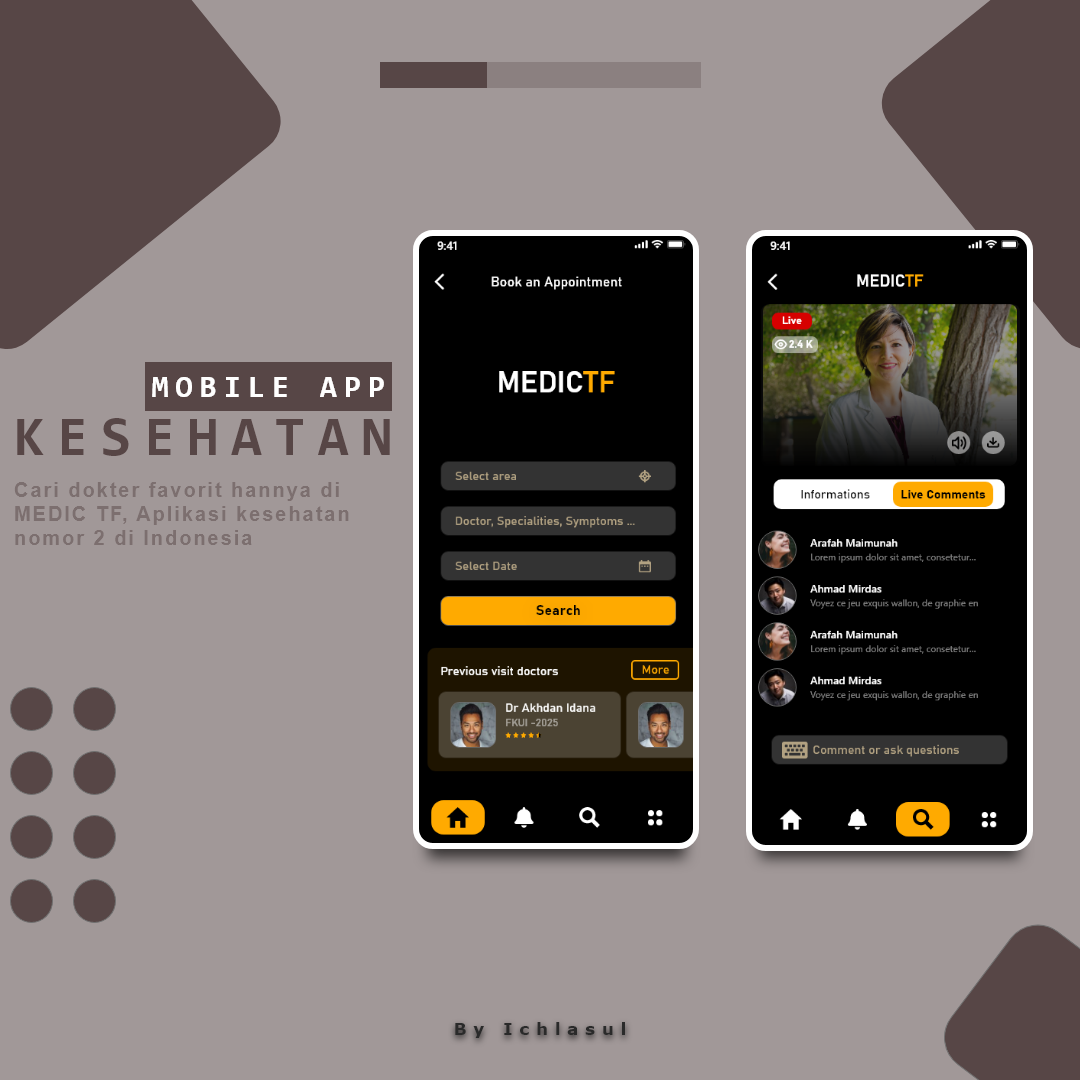 MOBILE APP
KESEHATAN
Cari dokter favorit hannya di
MEDIC TF, Aplikasi kesehatan
nomor 2 di Indonesia
9:41
Book an Appointment
MEDICTF
Select area
Doctor, Specialities, Symptoms ...
Select Date
Search
Previous visit doctors
More
Dr Akhdan Idana
FKUI -2025
9:41
MEDICTF
Live
2.4 K
Informations
Live Comments
Arafah Maimunah
Lorem ipsum dolor sit amet, consetetur...
Ahmad Mirdas
Voyez ce jeu exquis wallon, de graphie en
Arafah Maimunah
Lorem ipsum dolor sit amet, consetetur...
Ahmad Mirdas
Voyez ce jeu exquis wallon, de graphie en
Comment or ask questions
By Ichlasul